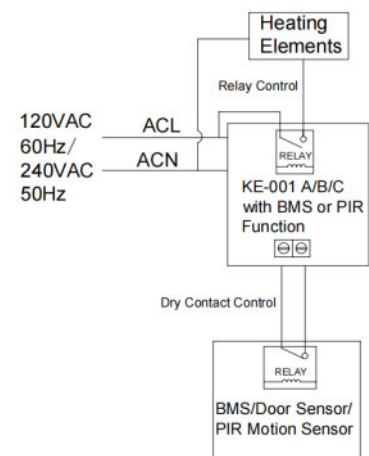 Heating
Elements
Relay Control
120VAC
60Hz/
240VAC
50Hz
ACL
ACN
RELAY
KE-001 A/B/C
with BMS or PIR
Function
Dry Contact Control
RELAY
BMS/Door Sensor/
PIR Motion Sensor